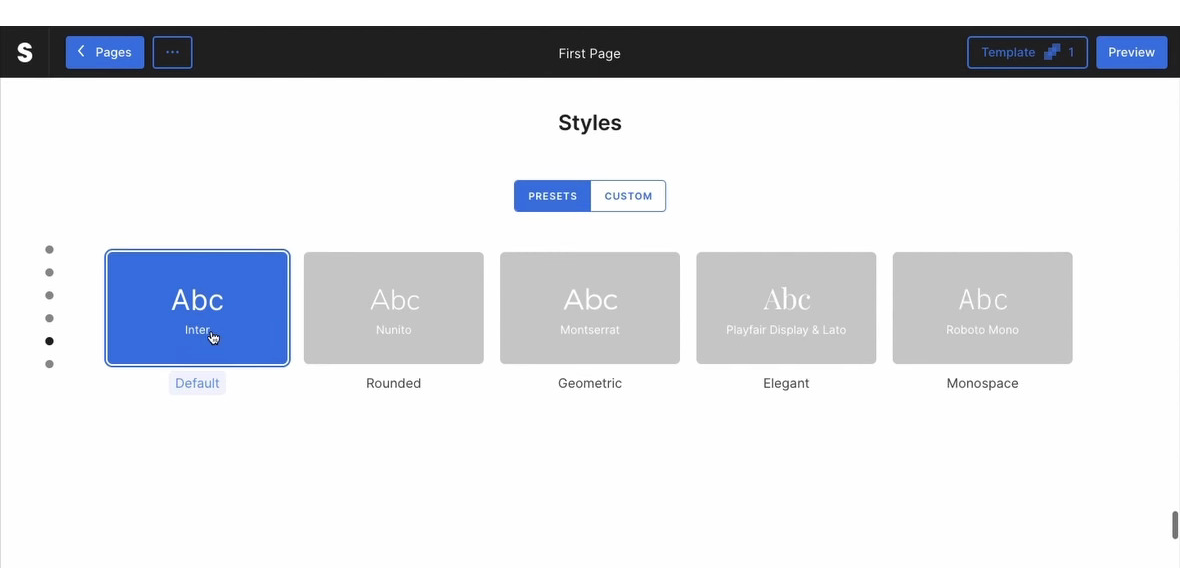 S
Pages
...
First Page
Template 1
Preview
Styles
PRESETS CUSTOM
Abc
Inter
Default
Abc
Nunito
Rounded
Abc
Montserrat
Geometric
Abc
Playfair Display & Lato
Elegant
Abc
Roboto Mono
Monospace